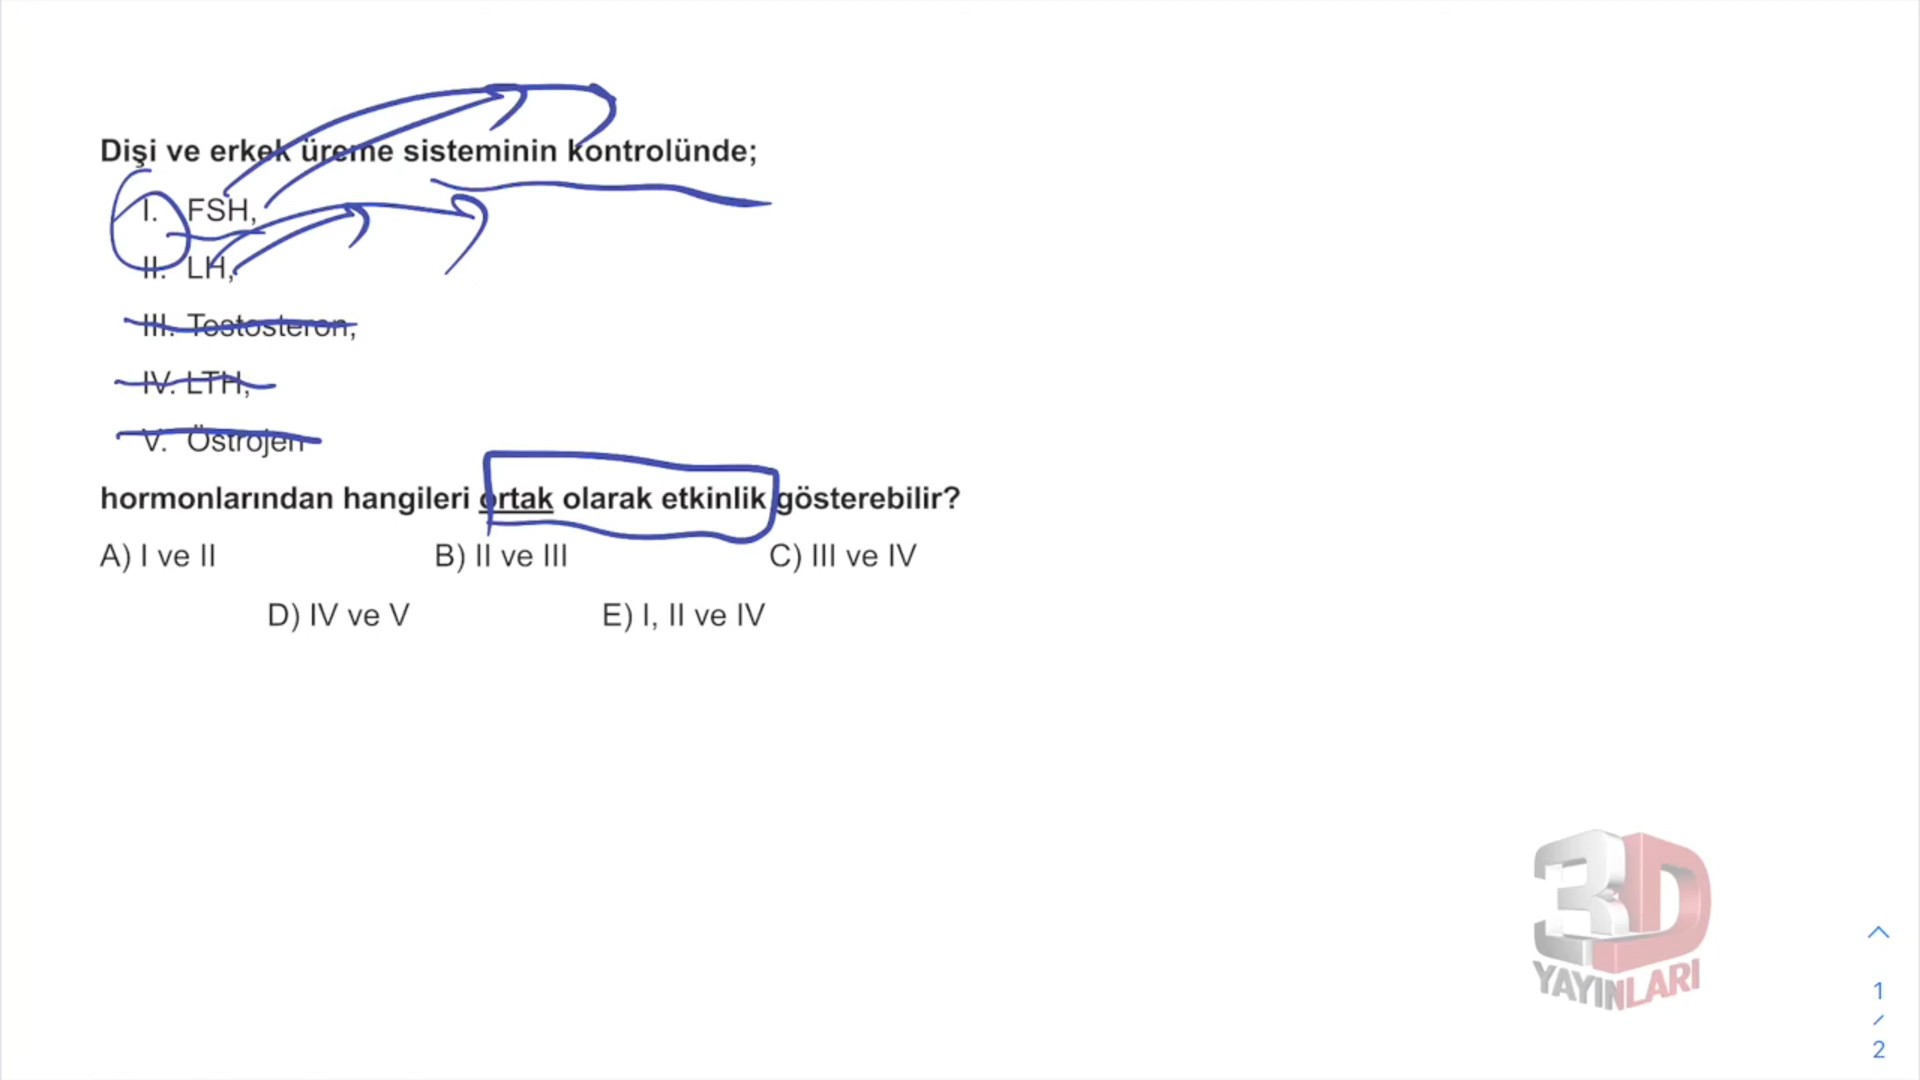 Dişi ve erkek üreme sisteminin kontrolünde;
I. FSH,
II. LH,
III. Testosteron,
IV. LTH,
V. Östrojen
hormonlarından hangileri ortak olarak etkinlik gösterebilir?
A) I ve II B) II ve III C) III ve IV
D) IV ve V E) I, II ve IV
3D
YAYINLARI
1
/
2